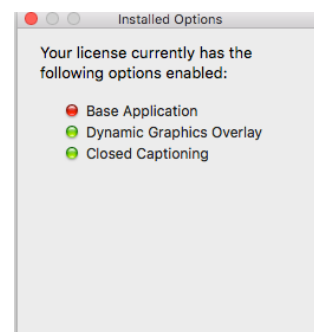 Installed Options
Your license currently has the
following options enabled:
Base Application
Dynamic Graphics Overlay
Closed Captioning